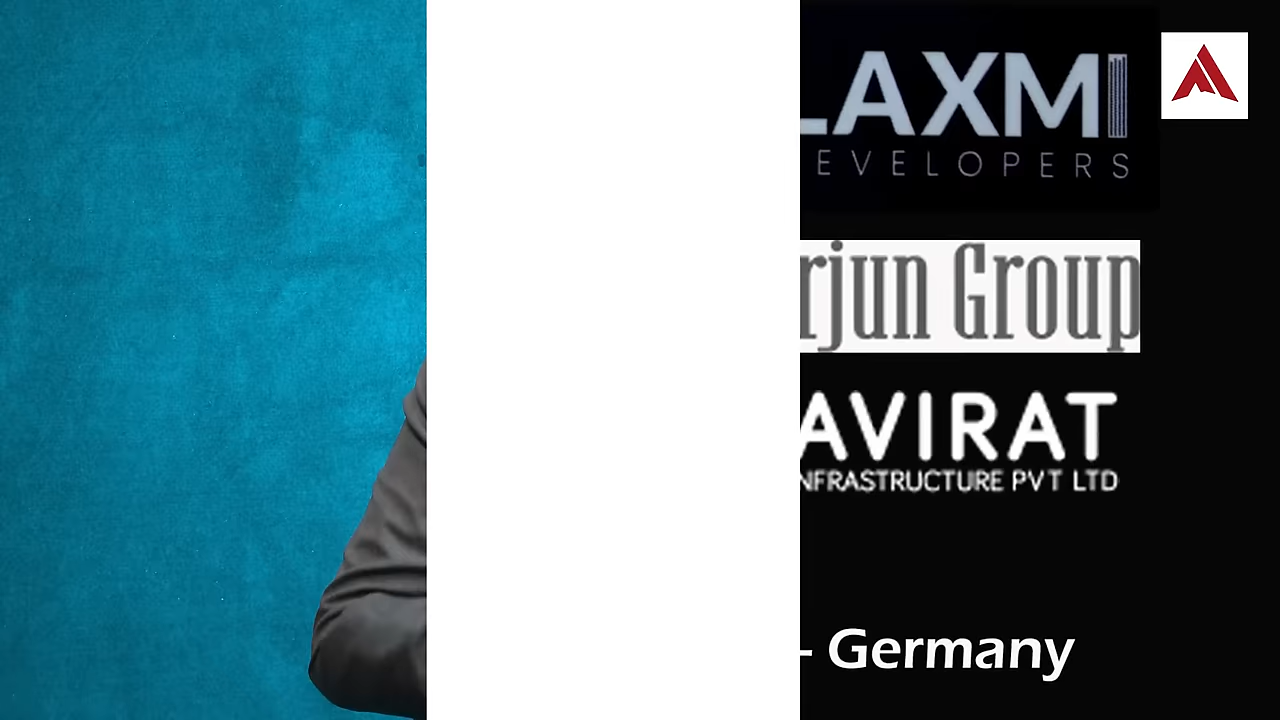 LAXMI
EVELOPERS
rjun Group
AVIRAT
NFRASTRUCTURE PVT LTD
- Germany